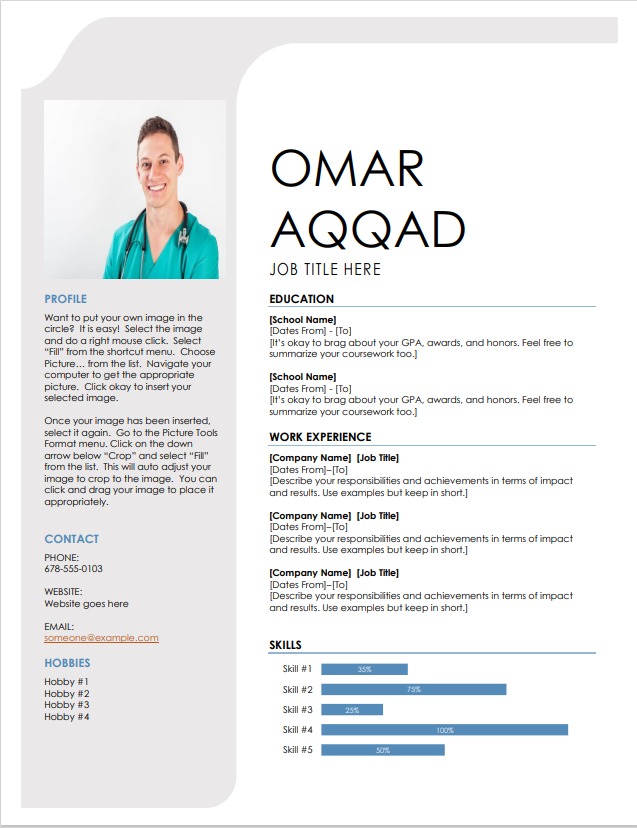 OMAR
AQQAD
JOB TITLE HERE
PROFILE
Want to put your own image in the
circle?  It is easy!  Select the image
and do a right mouse click.  Select
“Fill” from the shortcut menu.  Choose
Picture… from the list.  Navigate your
computer to get the appropriate
picture.  Click okay to insert your
selected image.
Once your image has been inserted,
select it again.  Go to the Picture Tools
Format menu. Click on the down
arrow below “Crop” and select “Fill”
from the list.  This will auto adjust your
image to crop to the image.  You can
click and drag your image to place it
appropriately.
CONTACT
PHONE:
678-555-0103
WEBSITE:
Website goes here
EMAIL:
someone@example.com
HOBBIES
Hobby #1
Hobby #2
Hobby #3
Hobby #4
EDUCATION
[School Name]
[Dates From] - [To]
[It’s okay to brag about your GPA, awards, and honors. Feel free to
summarize your coursework too.]
[School Name]
[Dates From] - [To]
[It’s okay to brag about your GPA, awards, and honors. Feel free to
summarize your coursework too.]
WORK EXPERIENCE
[Company Name]  [Job Title]
[Dates From]–[To]
[Describe your responsibilities and achievements in terms of impact
and results. Use examples but keep in short.]
[Company Name]  [Job Title]
[Dates From]–[To]
[Describe your responsibilities and achievements in terms of impact
and results. Use examples but keep in short.]
[Company Name]  [Job Title]
[Dates From]–[To]
[Describe your responsibilities and achievements in terms of impact
and results. Use examples but keep in short.]
SKILLS
Skill #1 35%
Skill #2 75%
Skill #3 25%
Skill #4 100%
Skill #5 50%